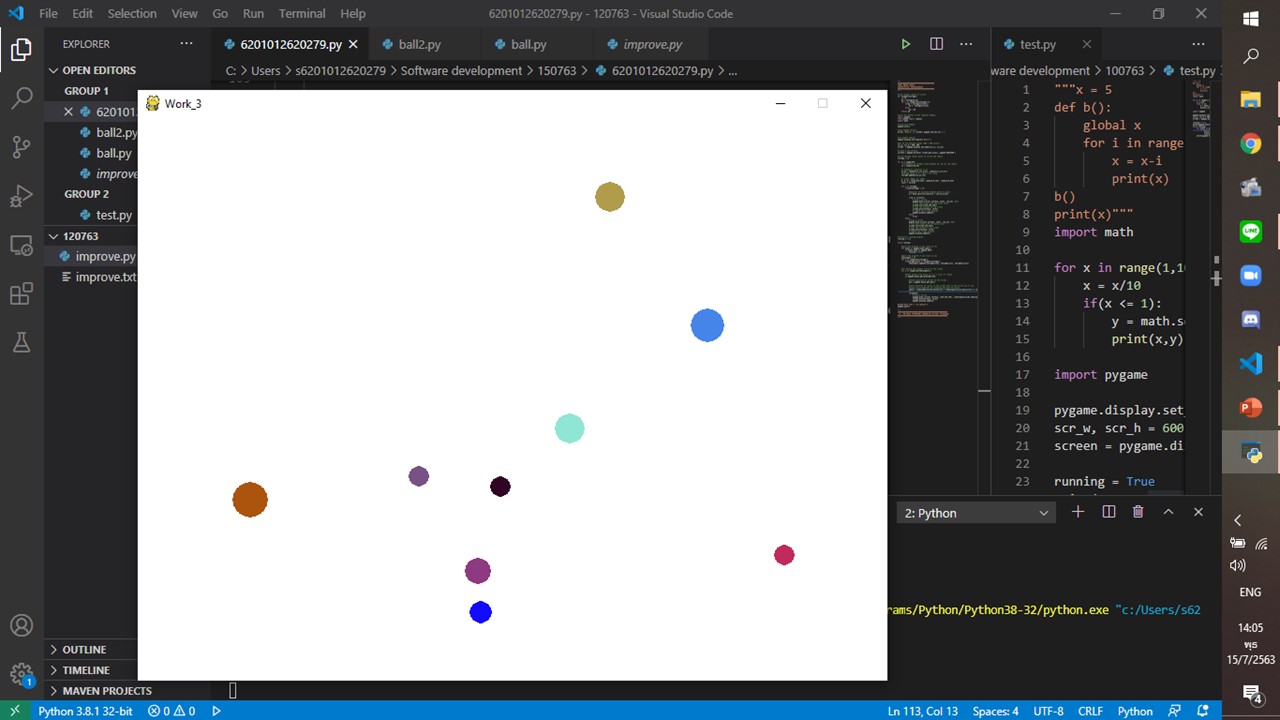 File Edit Selection View Go Run Terminal Help
6201012620279.py - 120763 - Visual Studio Code
EXPLORER
OPEN EDITORS
GROUP 1
ball2.py
ball.py
improve
GROUP 2
test.py
120763
improve.py
improve.txt
OUTLINE
TIMELINE
MAVEN PROJECTS
6201012620279.py ball2.py ball.py improve.py
C: > Users > s6201012620279 > Software development > 150763 > 6201012620279.py > ...
Work_3
test.py
ware development > 100763 > test.py
1 """x = 5
2 def b():
3 global x
4 for i in range
5 x = x-i
6 print(x)
7 b()
8 print(x)"""
9 import math
10
11 for x in range(1,1
12 x = x/10
13 if(x <= 1):
14 y = math.s
15 print(x,y)
16
17 import pygame
18
19 pygame.display.set_
20 scr_w, scr_h = 600
21 screen = pygame.di
22
23 running = True
2: Python
rams/Python/Python38-32/python.exe "c:/Users/s62
Python 3.8.1 32-bit 0 0
Ln 113, Col 13 Spaces: 4 UTF-8 CRLF Python
1
LINE
ENG
14:05
พุธ
15/7/2563
4